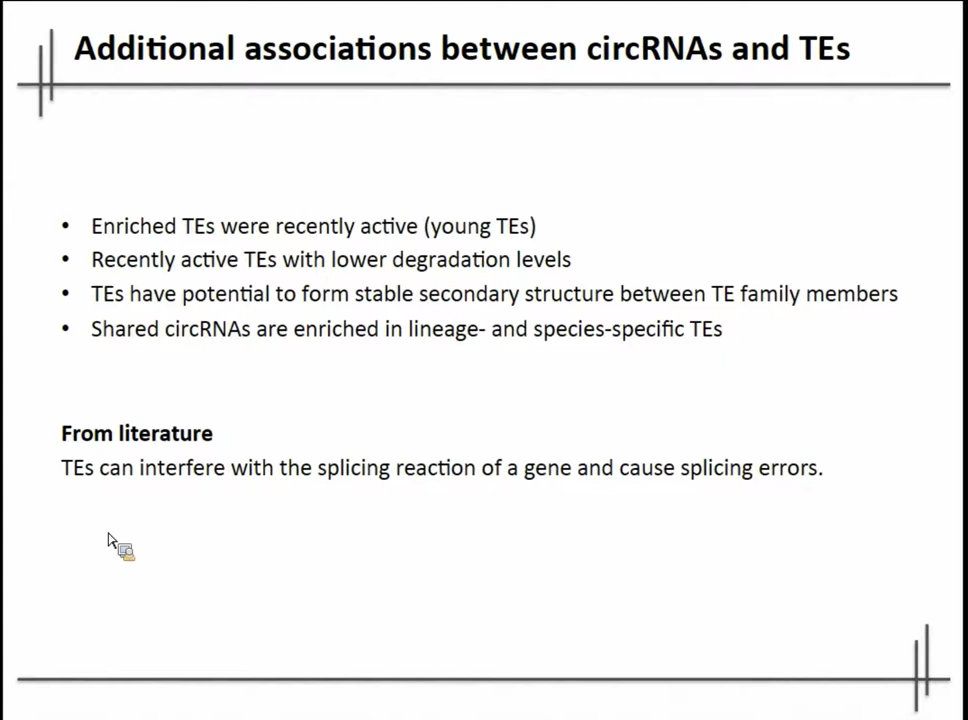 Additional associations between circRNAs and TEs
• Enriched TEs were recently active (young TEs)
• Recently active TEs with lower degradation levels
• TEs have potential to form stable secondary structure between TE family members
• Shared circRNAs are enriched in lineage- and species-specific TEs
From literature
TEs can interfere with the splicing reaction of a gene and cause splicing errors.